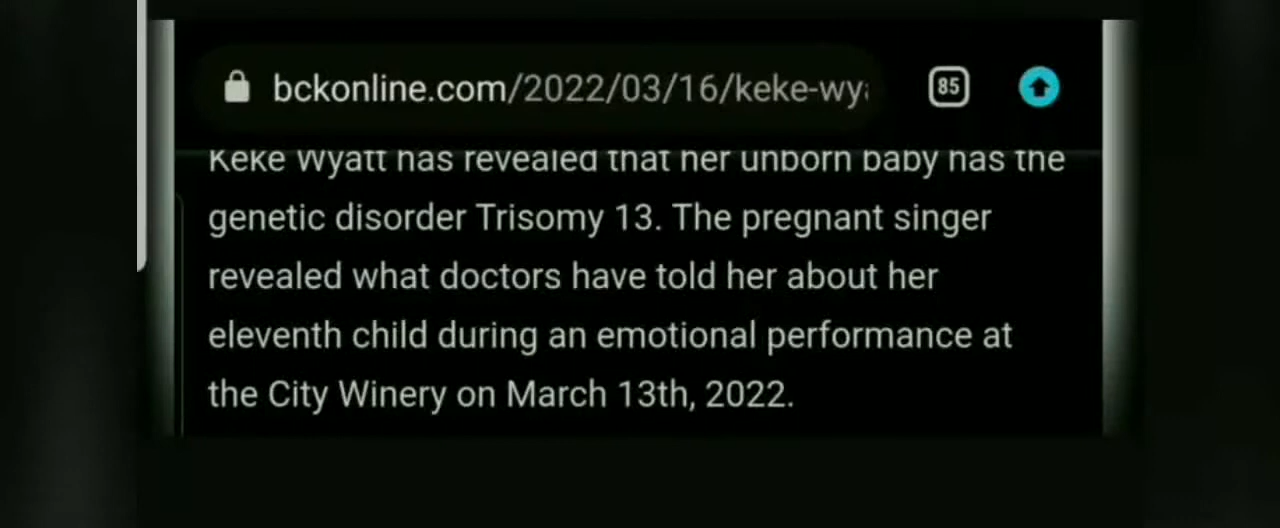 bckonline.com/2022/03/16/keke-wy
85
Keke Wyatt has revealed that her unborn baby has the
genetic disorder Trisomy 13. The pregnant singer
revealed what doctors have told her about her
eleventh child during an emotional performance at
the City Winery on March 13th, 2022.